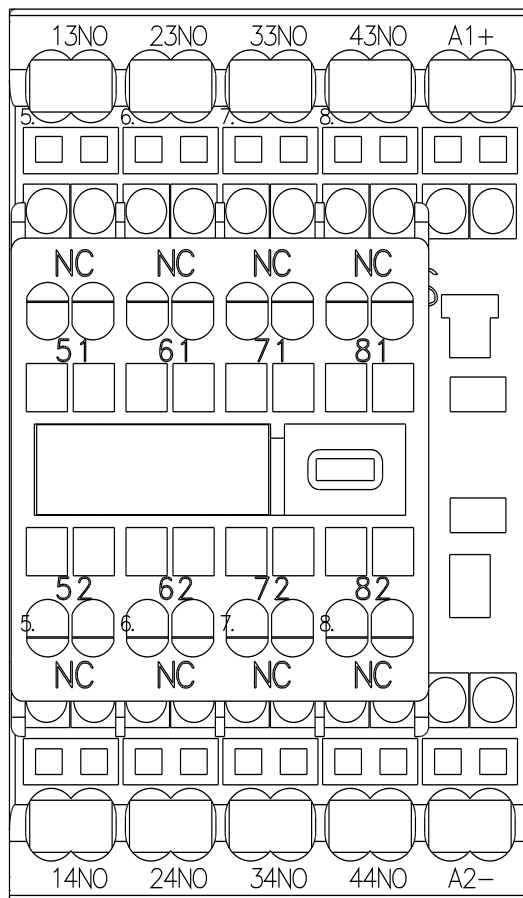 13NO 23NO 33NO 43NO A1+
5. 6. 7. 8.
NC NC NC NC
51 61 71 81
52 62 72 82
5. 6. 7. 8.
NC NC NC NC
14NO 24NO 34NO 44NO A2-